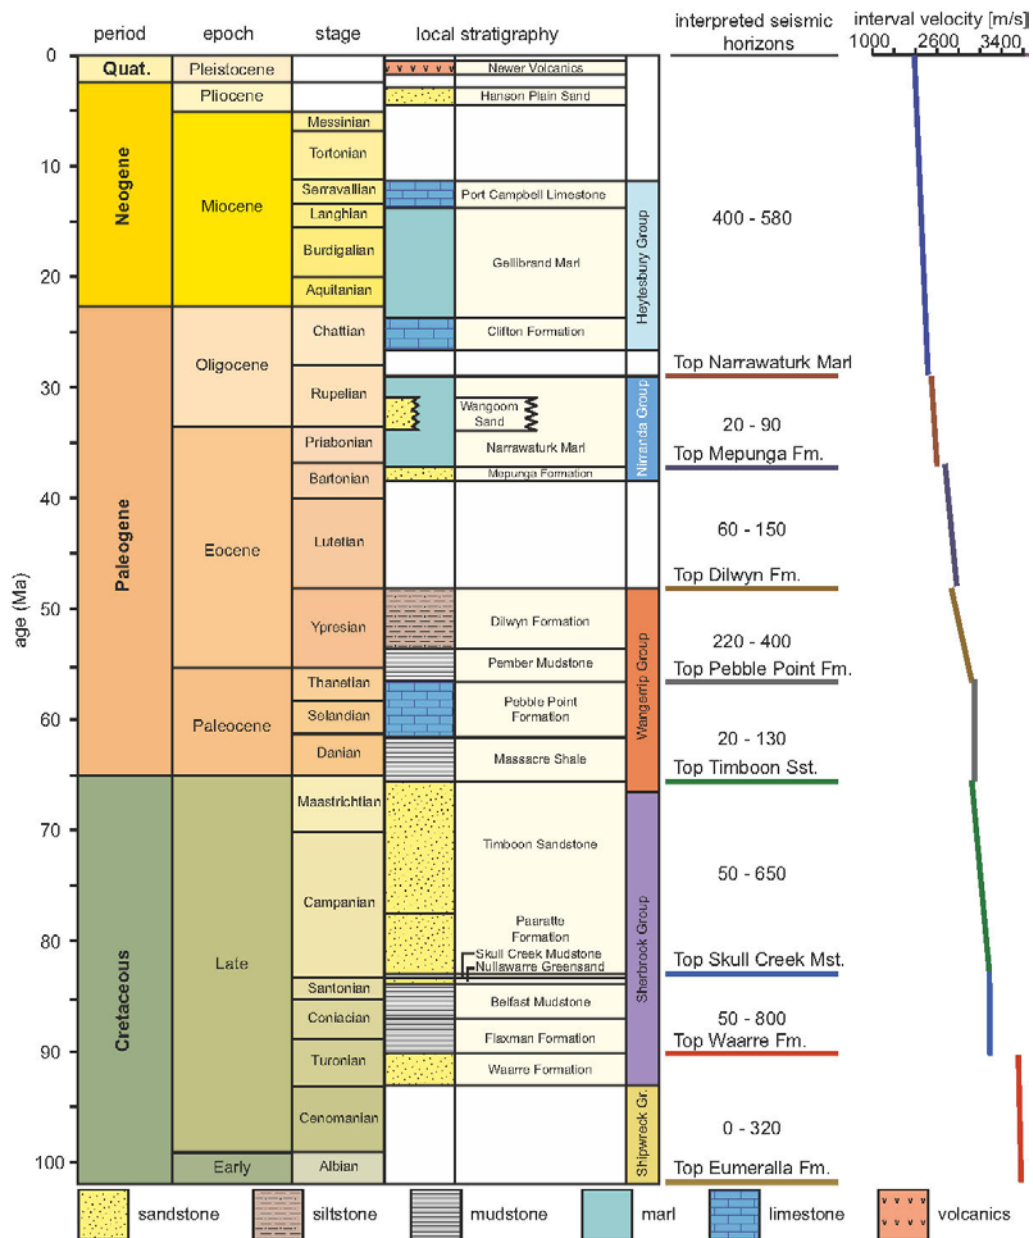 period epoch stage local stratigraphy interpreted seismic horizons interval velocity [m/s]
1000 2600 3400
age (Ma)
0
10
20
30
40
50
60
70
80
90
100
Quat.
Neogene
Paleogene
Cretaceous
Pleistocene
Pliocene
Miocene
Oligocene
Eocene
Paleocene
Late
Early
Messinian
Tortonian
Serravallian
Langhian
Burdigalian
Aquitanian
Chattian
Rupelian
Priabonian
Bartonian
Lutetian
Ypresian
Thanetian
Selandian
Danian
Maastrichtian
Campanian
Santonian
Coniacian
Turonian
Cenomanian
Albian
Newer Volcanics
Hanson Plain Sand
Port Campbell Limestone
Gellibrand Marl
Clifton Formation
Wangoom
Sand
Narrawaturk Marl
Mepunga Formation
Dilwyn Formation
Pember Mudstone
Pebble Point
Formation
Massacre Shale
Timboon Sandstone
Paaratte
Formation
Skull Creek Mudstone
Nullawarre Greensand
Belfast Mudstone
Flaxman Formation
Waarre Formation
Heytesbury Group
Nirranda Group
Wangerrip Group
Sherbrook Group
Shipwreck Gr.
400 - 580
Top Narrawaturk Marl
20 - 90
Top Mepunga Fm.
60 - 150
Top Dilwyn Fm.
220 - 400
Top Pebble Point Fm.
20 - 130
Top Timboon Sst.
50 - 650
Top Skull Creek Mst.
50 - 800
Top Waarre Fm.
0 - 320
Top Eumeralla Fm.
sandstone siltstone mudstone marl limestone volcanics